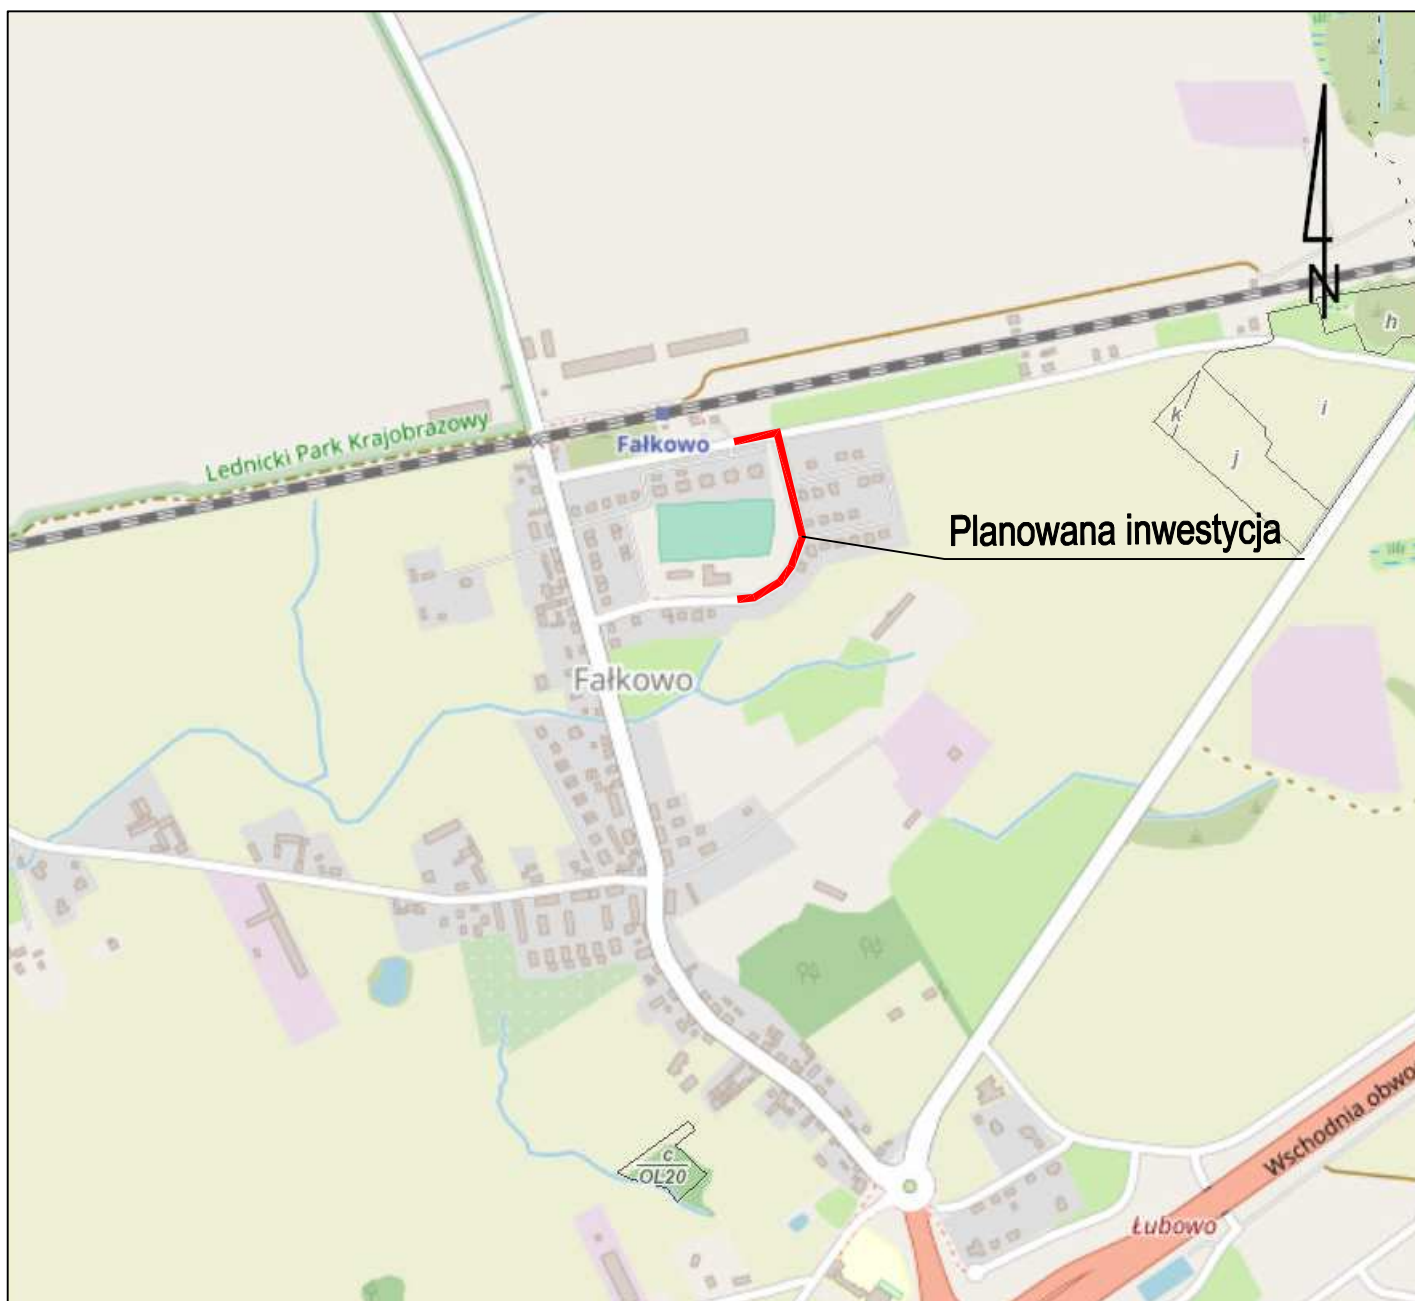 N
h
i
k
j
Lednicki Park Krajobrazowy
Fałkowo
Planowana inwestycja
Fałkowo
Wschodnia obwo
c
OL20
Łubowo